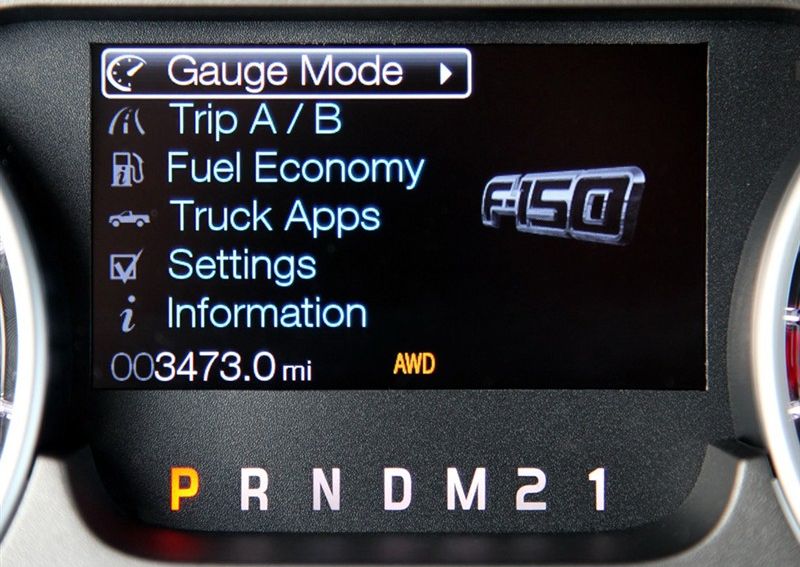 Gauge Mode
Trip A / B
Fuel Economy
Truck Apps
F-150
Settings
Information
003473.0 mi AWD
P R N D M 2 1